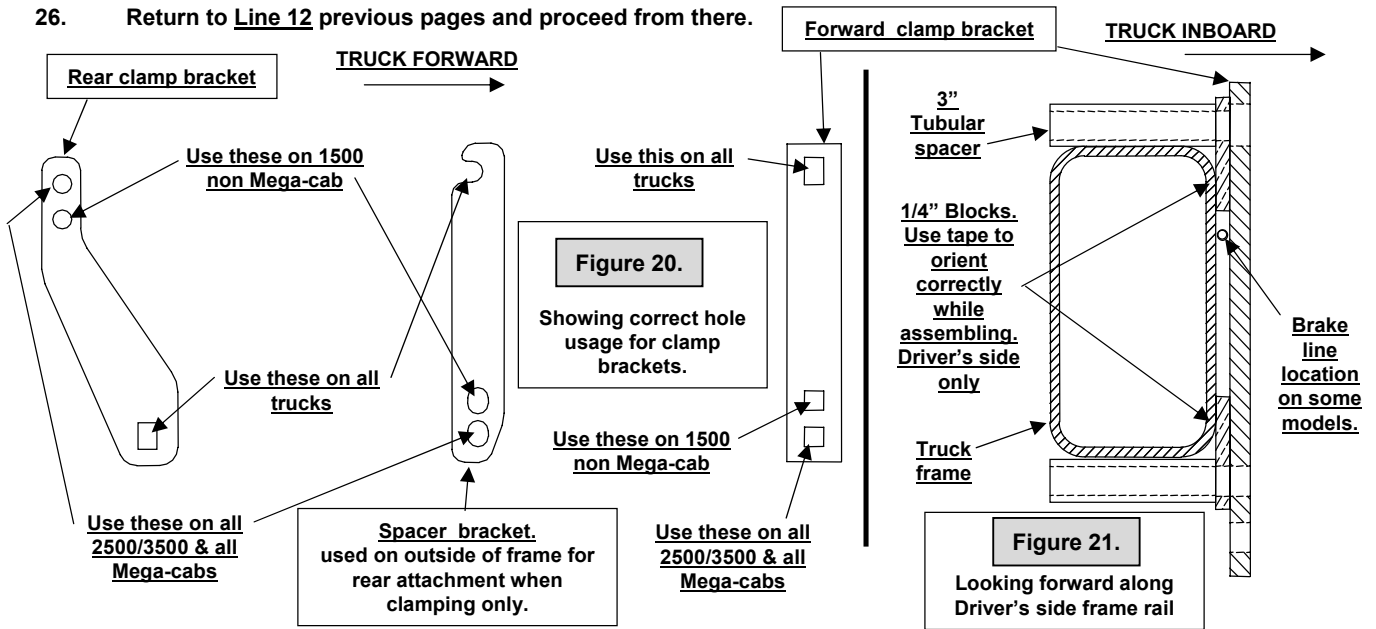 26. Return to Line 12 previous pages and proceed from there.
Rear clamp bracket
TRUCK FORWARD
Use these on 1500
non Mega-cab
Use these on all
trucks
Use these on all
2500/3500 & all
Mega-cabs
Spacer bracket.
used on outside of frame for
rear attachment when
clamping only.
Figure 20.
Showing correct hole
usage for clamp
brackets.
Forward clamp bracket
Use this on all
trucks
Use these on 1500
non Mega-cab
Use these on all
2500/3500 & all
Mega-cabs
TRUCK INBOARD
3”
Tubular
spacer
1/4” Blocks.
Use tape to
orient
correctly
while
assembling.
Driver’s side
only
Truck
frame
Brake
line
location
on some
models.
Figure 21.
Looking forward along
Driver’s side frame rail